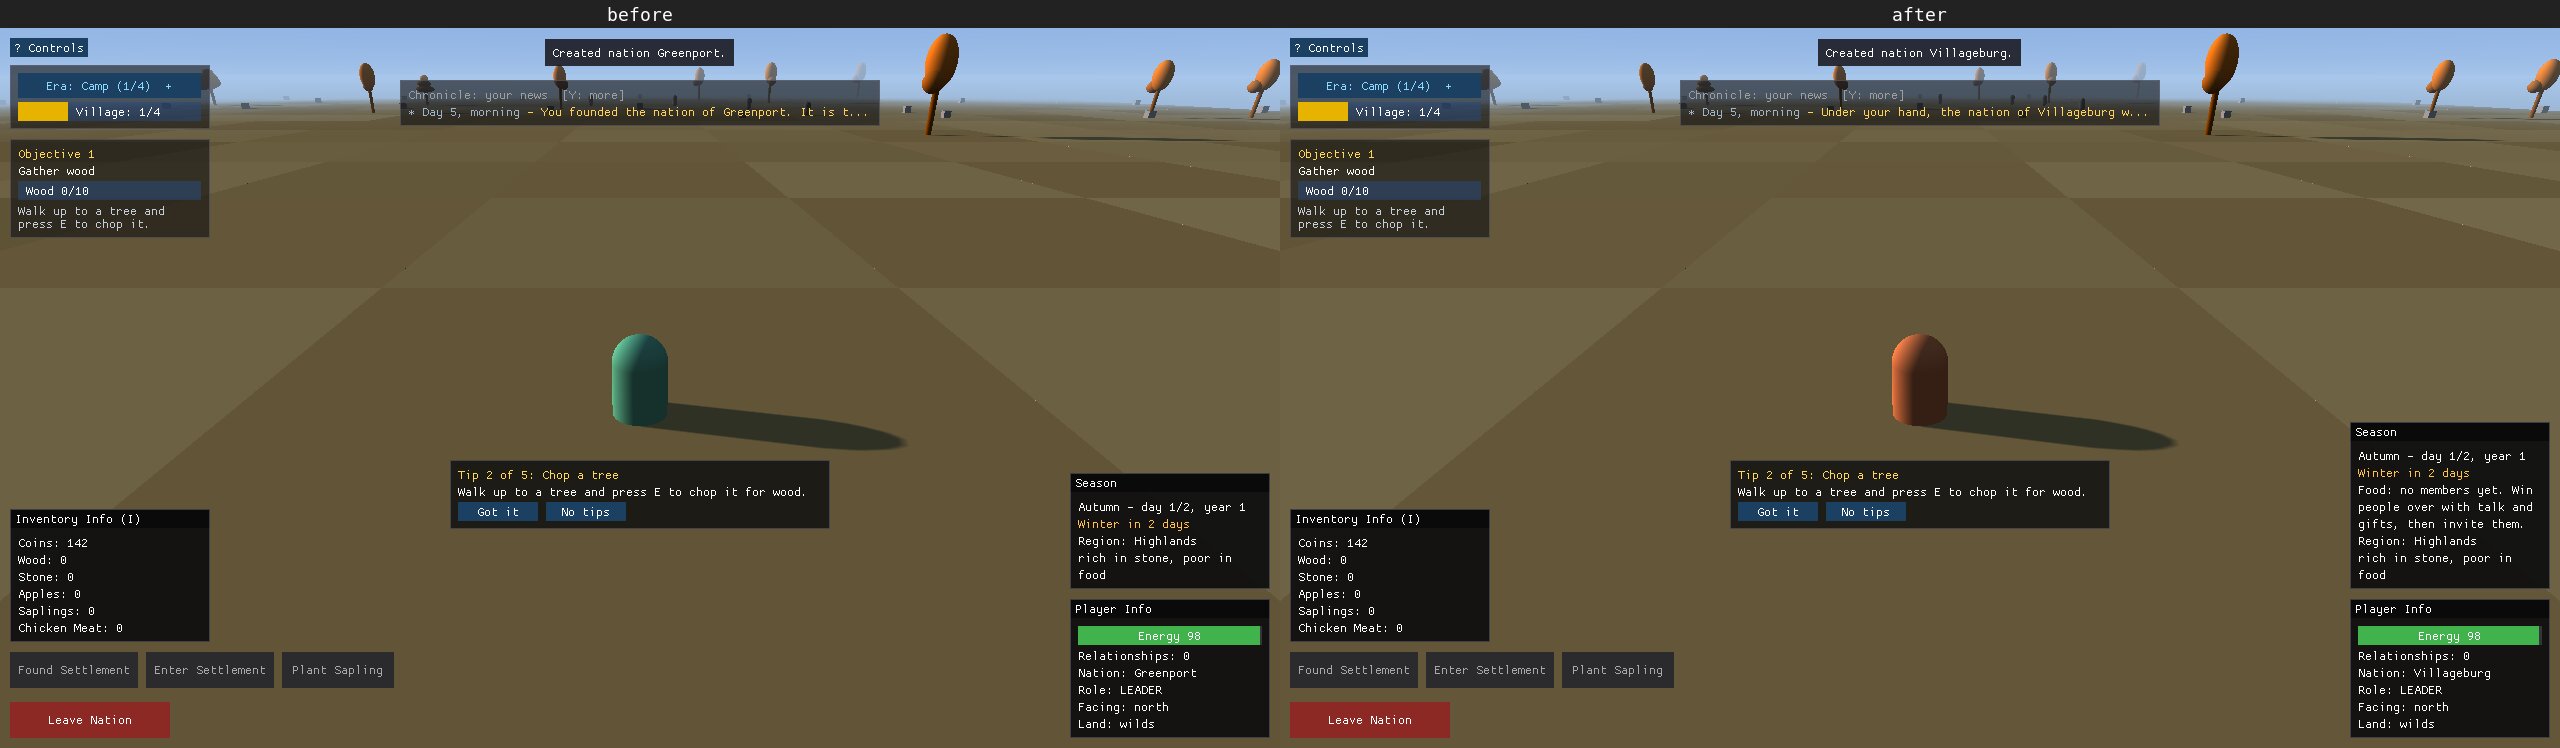 before
? Controls
Created nation Greenport.
Era: Camp (1/4) +
Village: 1/4
Chronicle: your news [Y: more]
* Day 5, morning - You founded the nation of Greenport. It is t...
Objective 1
Gather wood
Wood 0/10
Walk up to a tree and
press E to chop it.
Tip 2 of 5: Chop a tree
Walk up to a tree and press E to chop it for wood.
Got it
No tips
Season
Autumn - day 1/2, year 1
Winter in 2 days
Region: Highlands
rich in stone, poor in
food
Inventory Info (I)
Coins: 142
Wood: 0
Stone: 0
Apples: 0
Saplings: 0
Chicken Meat: 0
Player Info
Energy 98
Relationships: 0
Nation: Greenport
Role: LEADER
Facing: north
Land: wilds
Found Settlement
Enter Settlement
Plant Sapling
Leave Nation
after
? Controls
Created nation Villageburg.
Era: Camp (1/4) +
Village: 1/4
Chronicle: your news [Y: more]
* Day 5, morning - Under your hand, the nation of Villageburg w...
Objective 1
Gather wood
Wood 0/10
Walk up to a tree and
press E to chop it.
Tip 2 of 5: Chop a tree
Walk up to a tree and press E to chop it for wood.
Got it
No tips
Season
Autumn - day 1/2, year 1
Winter in 2 days
Food: no members yet. Win
people over with talk and
gifts, then invite them.
Region: Highlands
rich in stone, poor in
food
Inventory Info (I)
Coins: 142
Wood: 0
Stone: 0
Apples: 0
Saplings: 0
Chicken Meat: 0
Player Info
Energy 98
Relationships: 0
Nation: Villageburg
Role: LEADER
Facing: north
Land: wilds
Found Settlement
Enter Settlement
Plant Sapling
Leave Nation